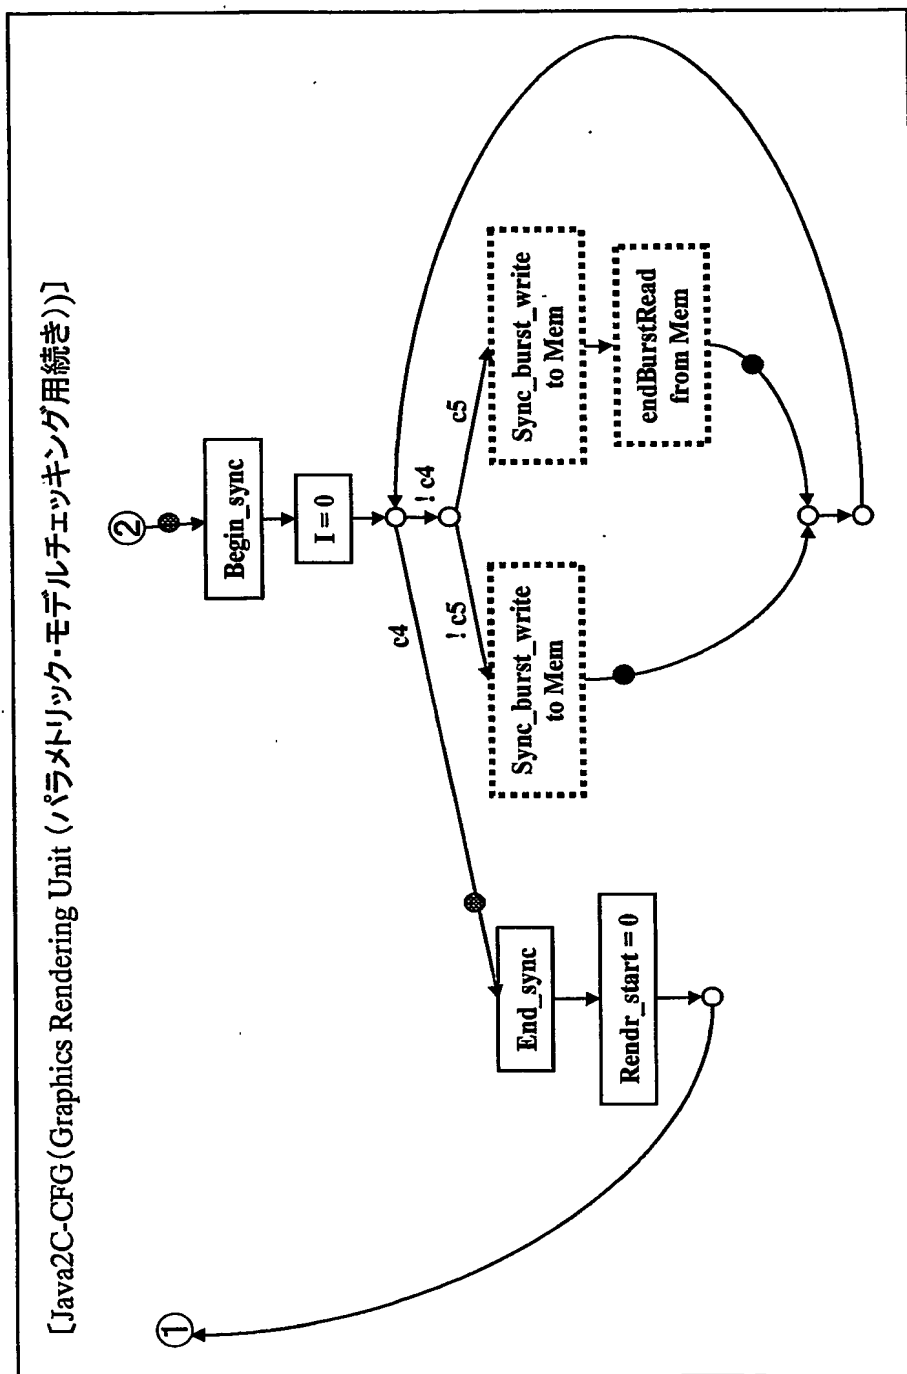 [Java2C-CFG(Graphics Rendering Unit (パラメトリック・モデルチェッキング用続き))]
②
Begin_sync
I = 0
c4
! c4
! c5
c5
Sync_burst_write
to Mem
Sync_burst_write
to Mem
endBurstRead
from Mem
End_sync
Rendr_start = 0
①